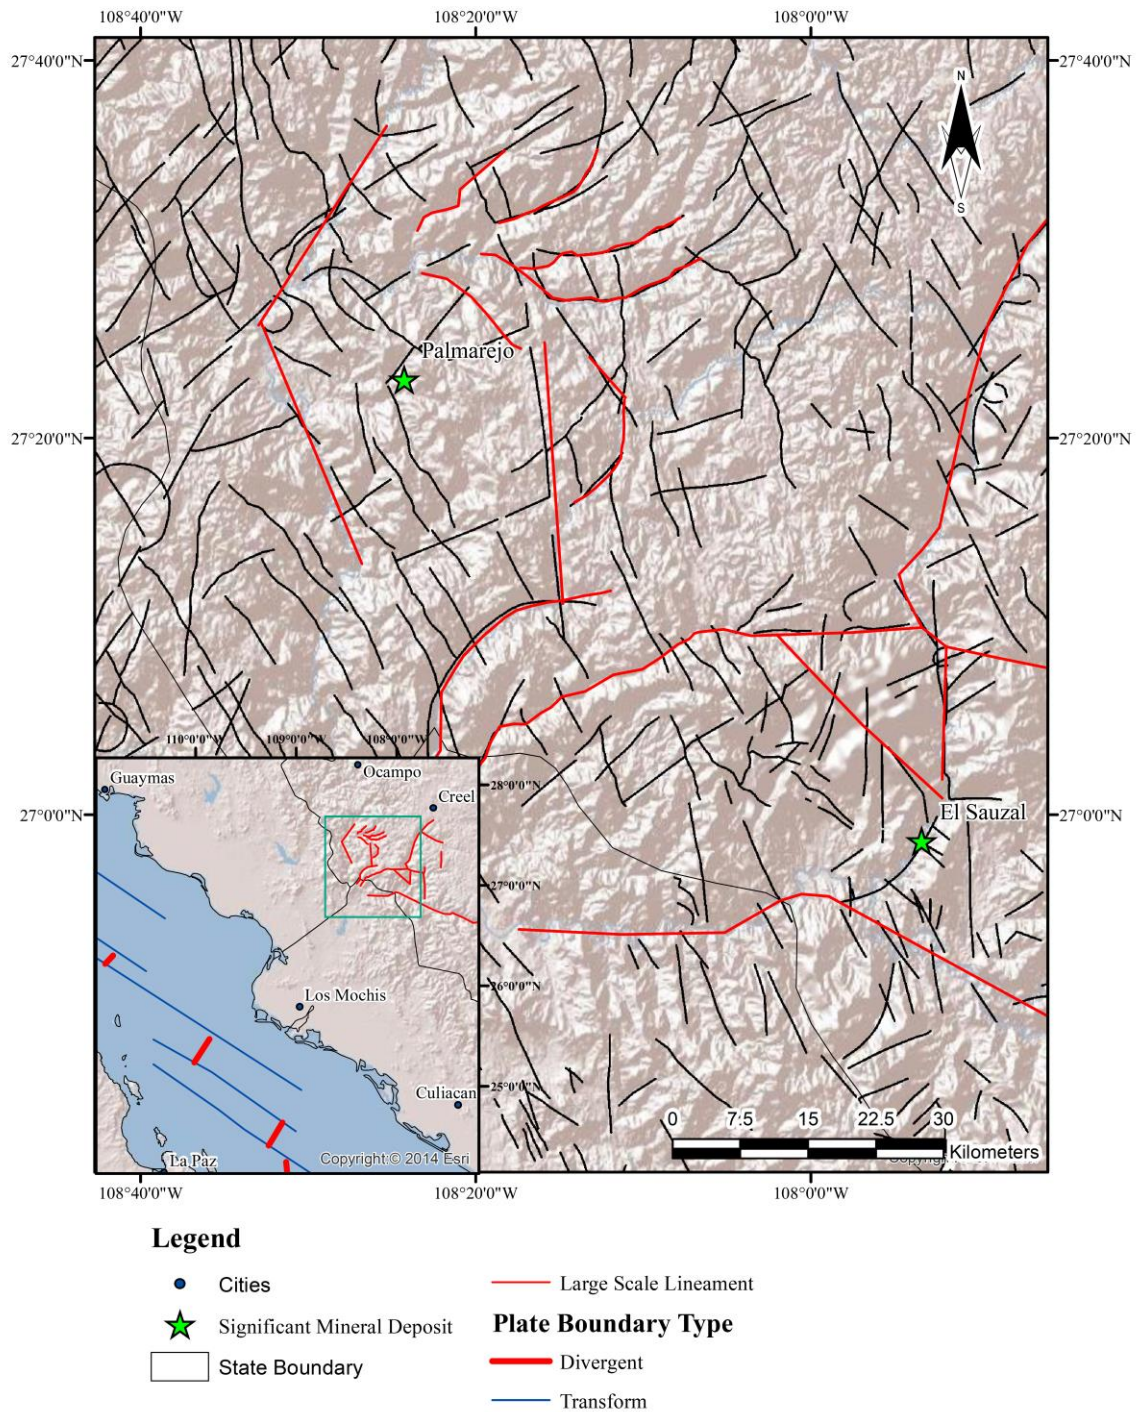 108°40'0"W 108°20'0"W 108°0'0"W
27°40'0"N 27°40'0"N
N
S
Palmarejo
27°20'0"N 27°20'0"N
110°0'0"W 109°0'0"W 108°0'0"W
Ocampo
Guaymas
28°0'0"N
Creel
27°0'0"N El Sauzal 27°0'0"N
27°0'0"N
26°0'0"N
Los Mochis
25°0'0"N
Culiacan
0 7.5 15 22.5 30
Kilometers
La Paz
Copyright:© 2014 Esri
108°40'0"W 108°20'0"W 108°0'0"W
Legend
Cities
Large Scale Lineament
Significant Mineral Deposit
Plate Boundary Type
State Boundary
Divergent
Transform